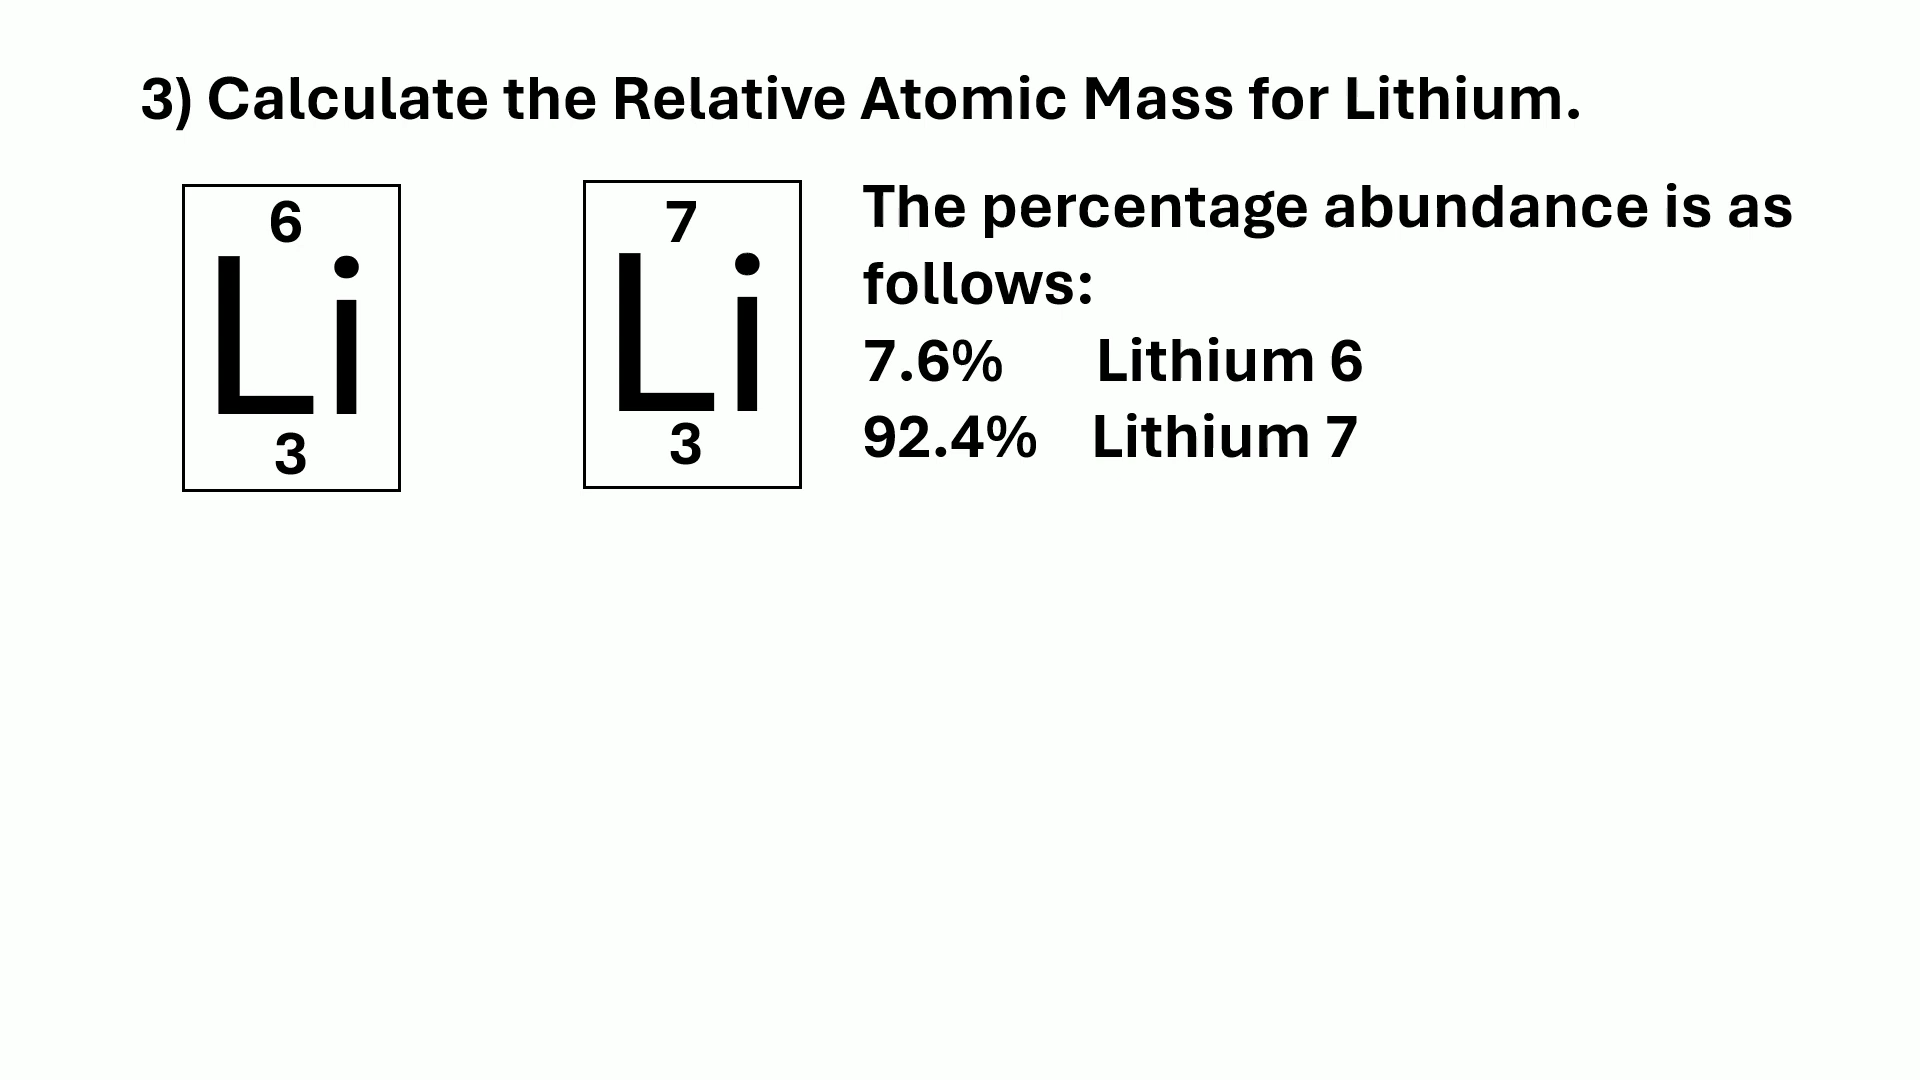 3) Calculate the Relative Atomic Mass for Lithium.
6
Li
3
7
Li
3
The percentage abundance is as
follows:
7.6% Lithium 6
92.4% Lithium 7